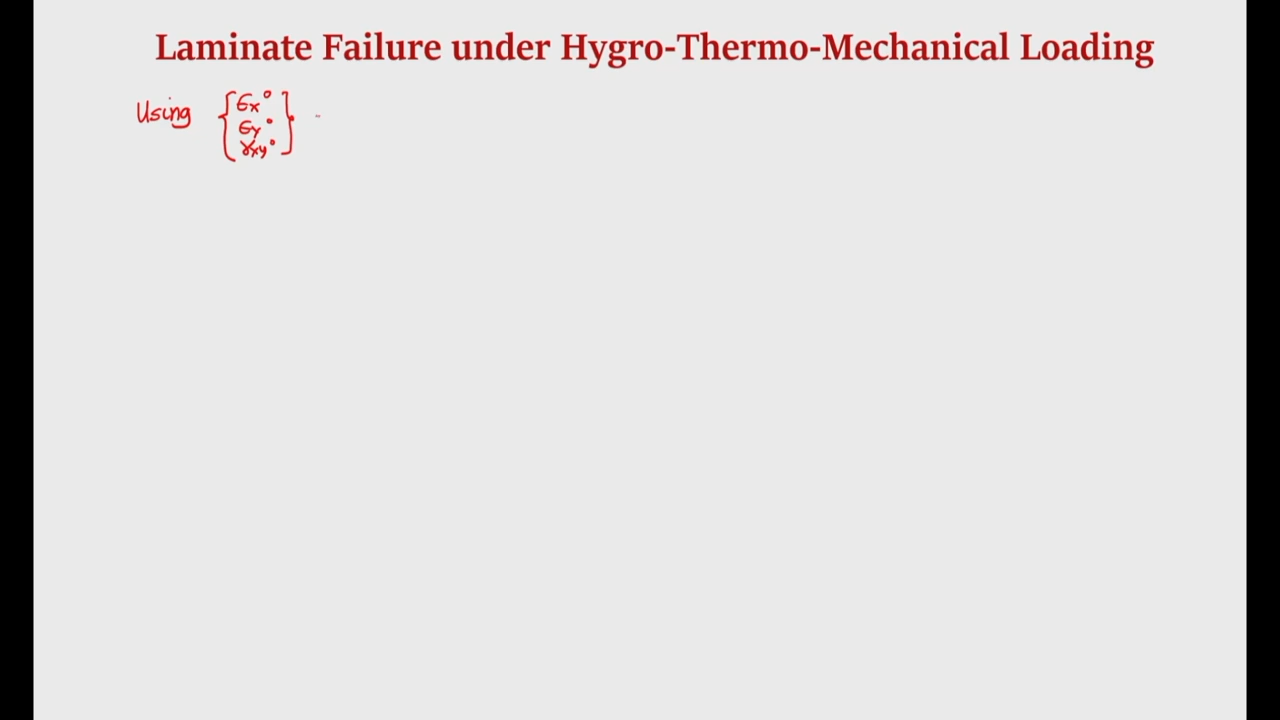 Laminate Failure under Hygro-Thermo-Mechanical Loading
Using { ϵx°
ϵy°
γxy° }